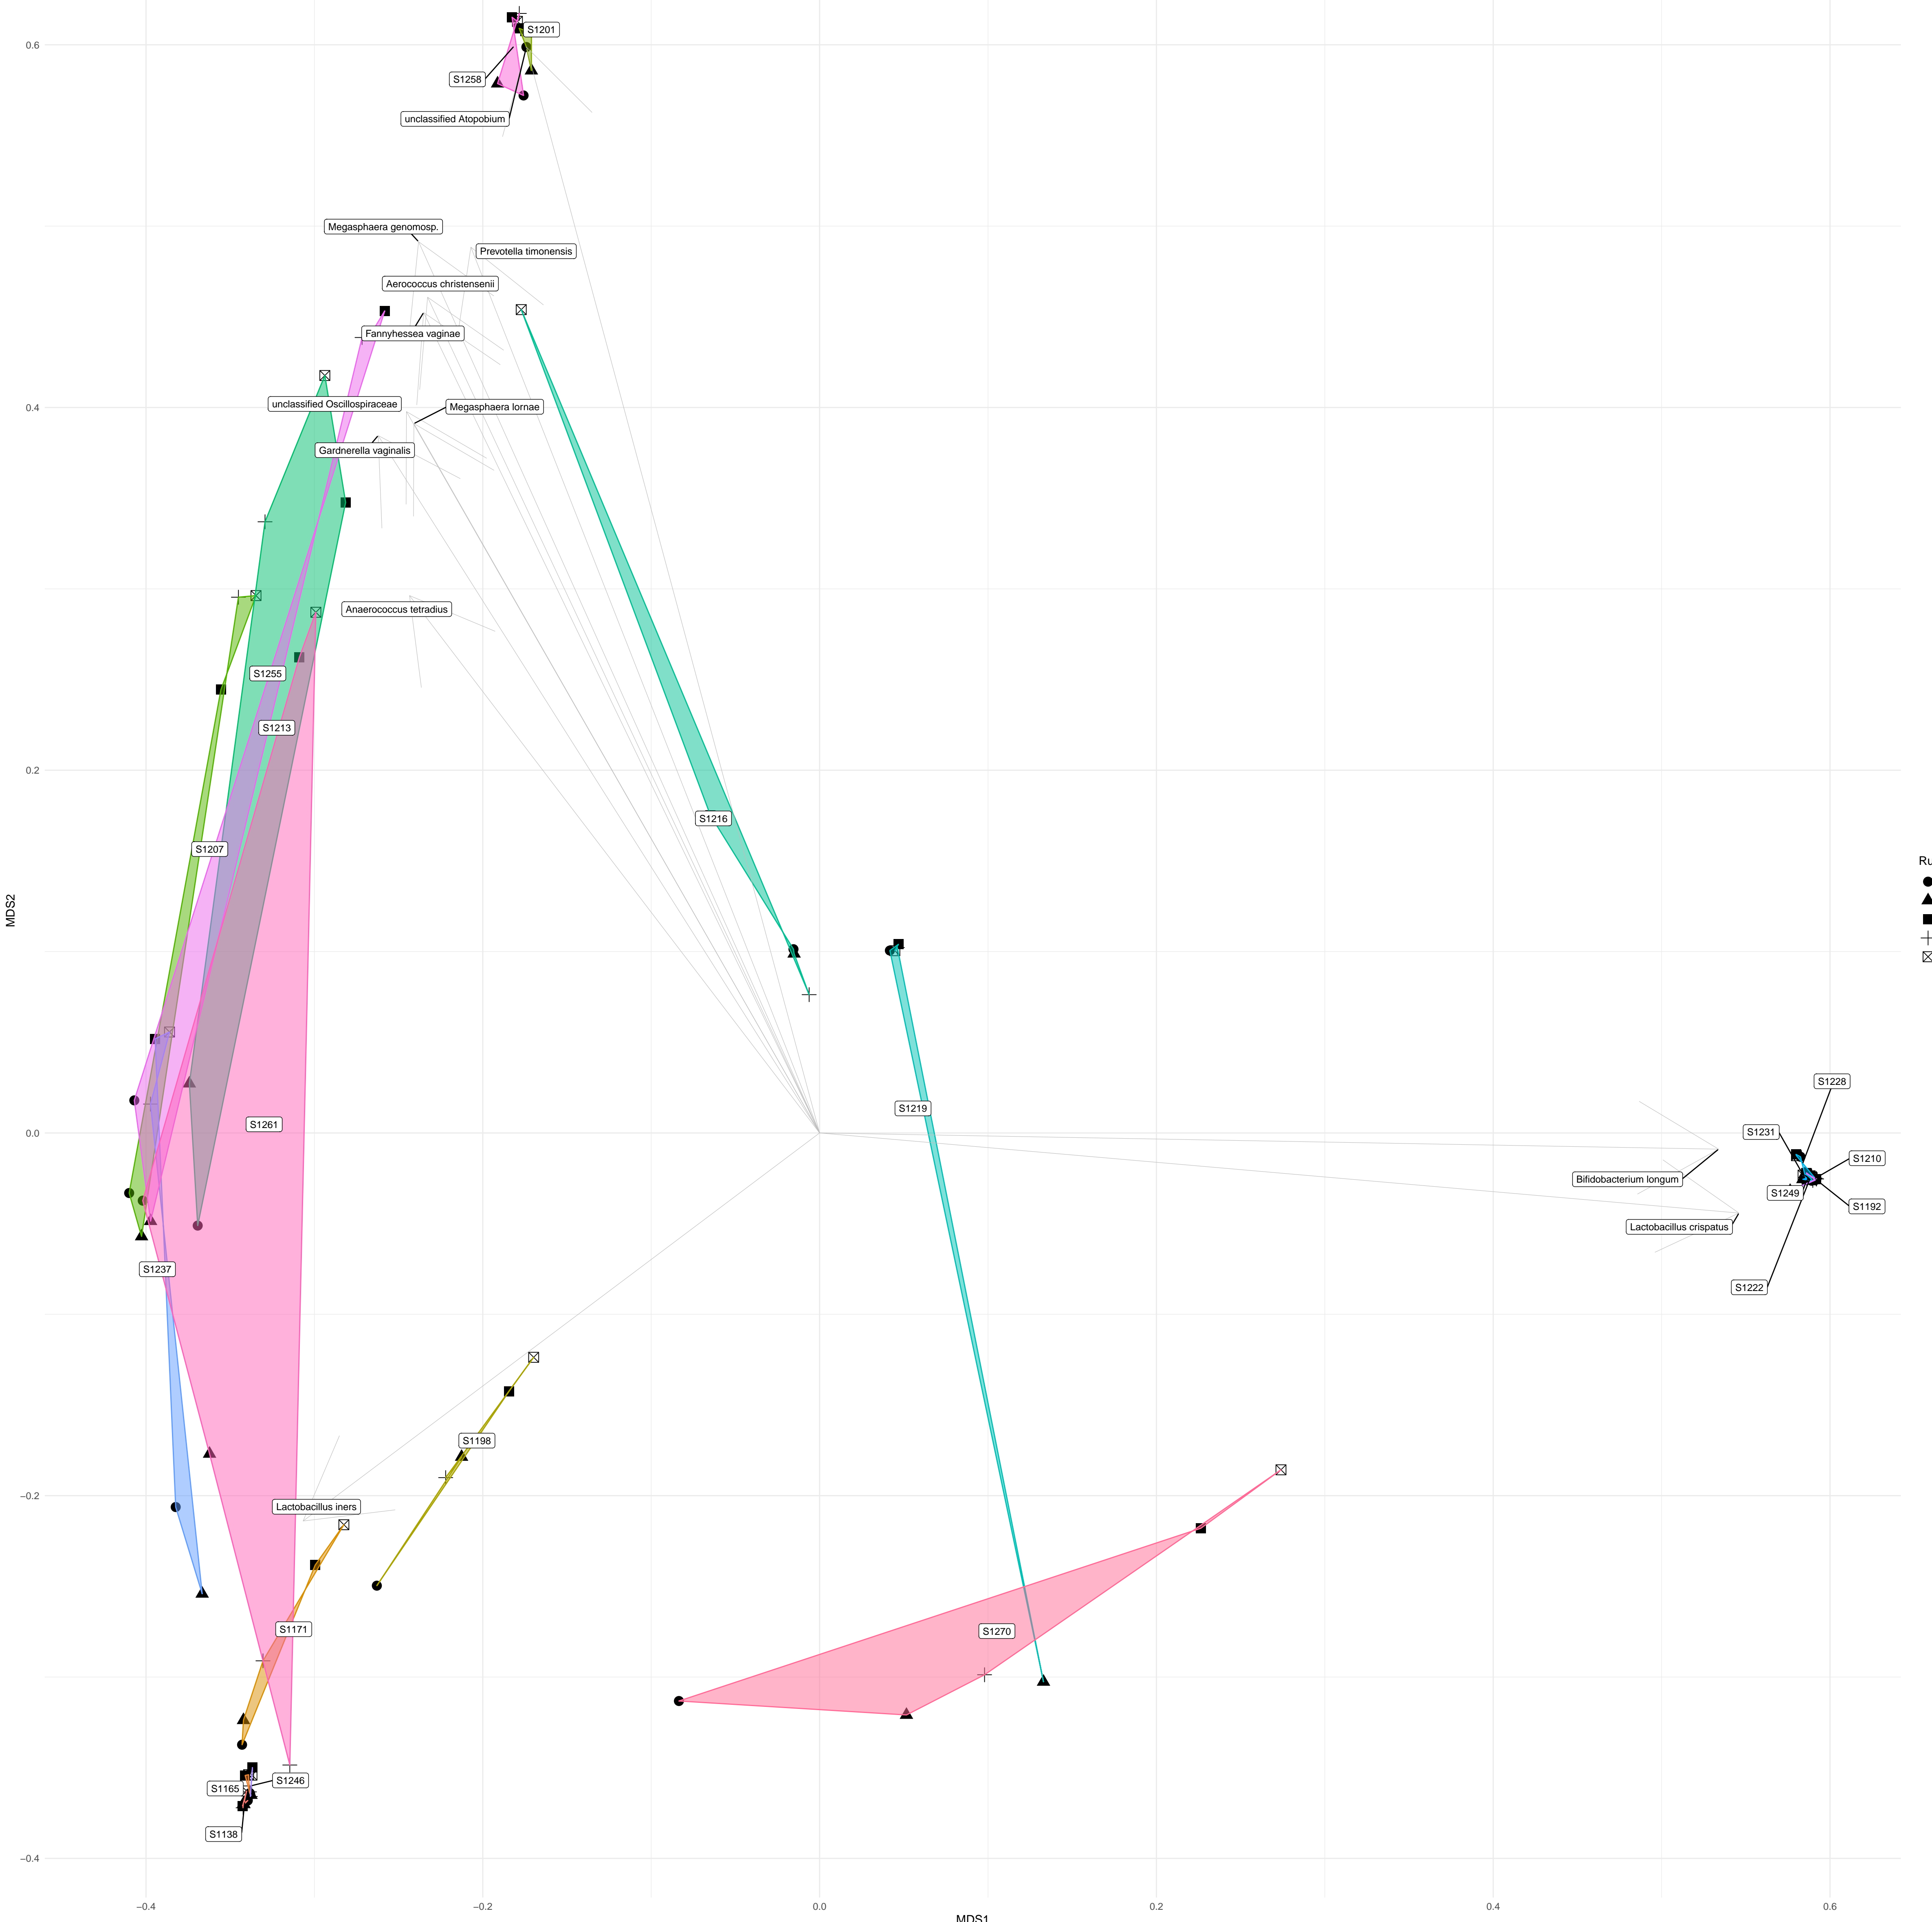 0.6
S1201
S1258
unclassified Atopobium
Megasphaera genomosp.
Prevotella timonensis
Aerococcus christensenii
Fannyhessea vaginae
unclassified Oscillospiraceae
Megasphaera lornae
0.4
Gardnerella vaginalis
Anaerococcus tetradius
S1255
S1213
0.2
S1216
S1207
Ru
MDS2
S1228
S1219
S1261
0.0
S1231
S1210
Bifidobacterium longum
S1249
S1192
Lactobacillus crispatus
S1237
S1222
S1198
−0.2
Lactobacillus iners
S1171
S1270
S1246
S1165
S1138
−0.4
−0.4
−0.2
0.0
0.2
0.4
0.6
MDS1